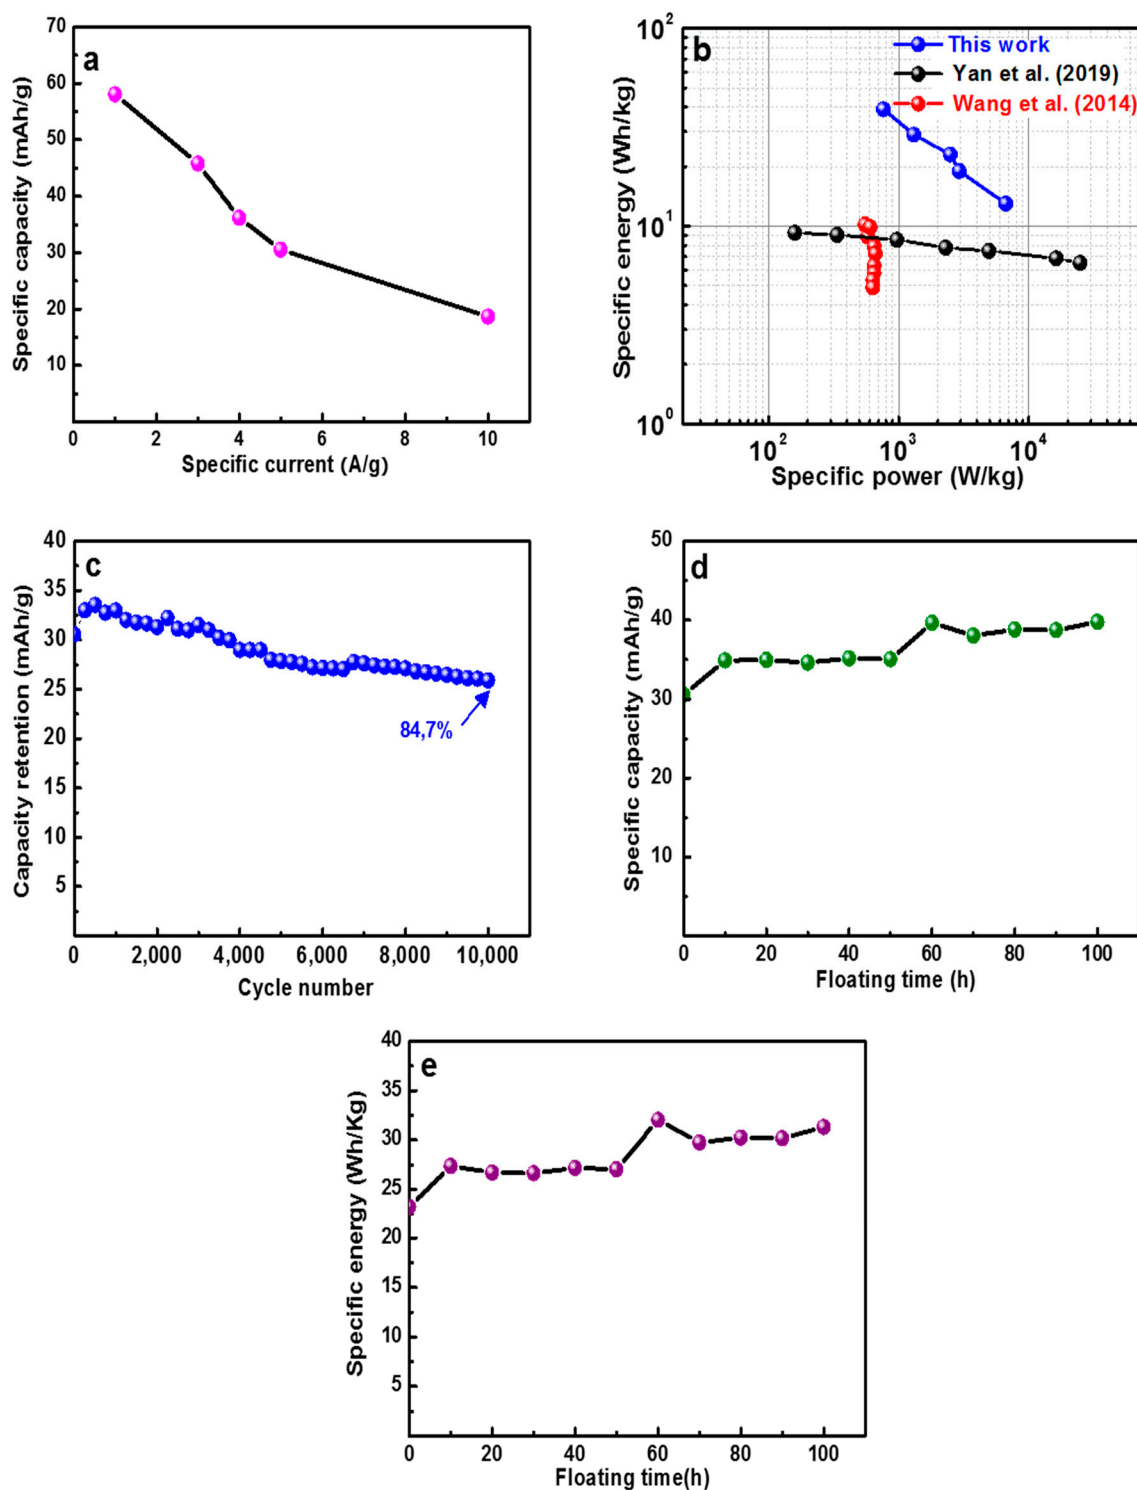 a
Specific capacity (mAh/g)
70
60
50
40
30
20
10
0 2 4 6 8 10
Specific current (A/g)
b
This work
Yan et al. (2019)
Wang et al. (2014)
Specific energy (Wh/kg)
10²
10¹
10⁰
10² 10³ 10⁴
Specific power (W/kg)
c
Capacity retention (mAh/g)
40
35
30
25
20
15
10
5
84,7%
0 2,000 4,000 6,000 8,000 10,000
Cycle number
d
Specific capacity (mAh/g)
50
40
30
20
10
0 20 40 60 80 100
Floating time (h)
e
Specific energy (Wh/Kg)
40
35
30
25
20
15
10
5
0 20 40 60 80 100
Floating time(h)